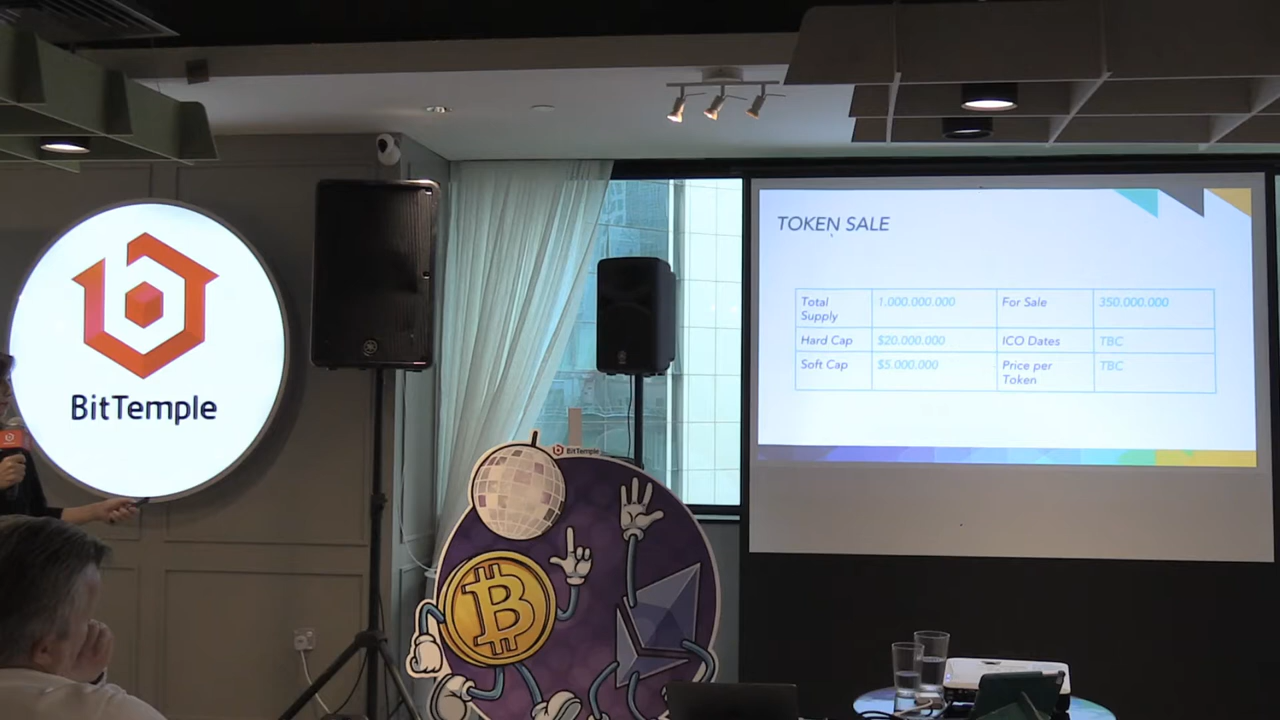 BitTemple
BitTemple
TOKEN SALE
Total Supply 1.000.000.000 For Sale 350.000.000
Hard Cap $20.000.000 ICO Dates TBC
Soft Cap $5.000.000 Price per Token TBC